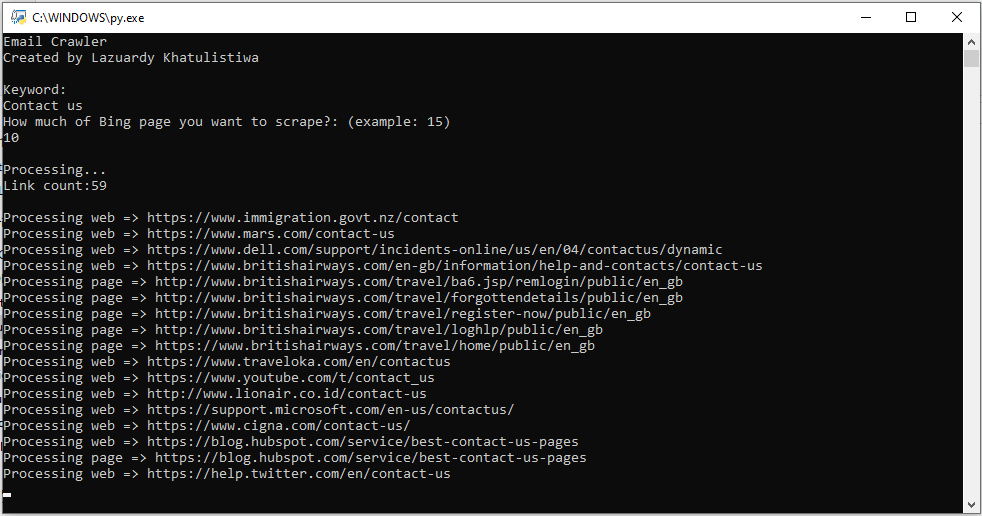 C:\WINDOWS\py.exe
Email Crawler
Created by Lazuardy Khatulistiwa
Keyword:
Contact us
How much of Bing page you want to scrape?: (example: 15)
10
Processing...
Link count:59
Processing web => https://www.immigration.govt.nz/contact
Processing web => https://www.mars.com/contact-us
Processing web => https://www.dell.com/support/incidents-online/us/en/04/contactus/dynamic
Processing web => https://www.britishairways.com/en-gb/information/help-and-contacts/contact-us
Processing page => http://www.britishairways.com/travel/ba6.jsp/remlogin/public/en_gb
Processing page => http://www.britishairways.com/travel/forgottendetails/public/en_gb
Processing page => http://www.britishairways.com/travel/register-now/public/en_gb
Processing page => http://www.britishairways.com/travel/loghlp/public/en_gb
Processing page => https://www.britishairways.com/travel/home/public/en_gb
Processing web => https://www.traveloka.com/en/contactus
Processing web => https://www.youtube.com/t/contact_us
Processing web => http://www.lionair.co.id/contact-us
Processing web => https://support.microsoft.com/en-us/contactus/
Processing web => https://www.cigna.com/contact-us/
Processing web => https://blog.hubspot.com/service/best-contact-us-pages
Processing page => https://blog.hubspot.com/service/best-contact-us-pages
Processing web => https://help.twitter.com/en/contact-us